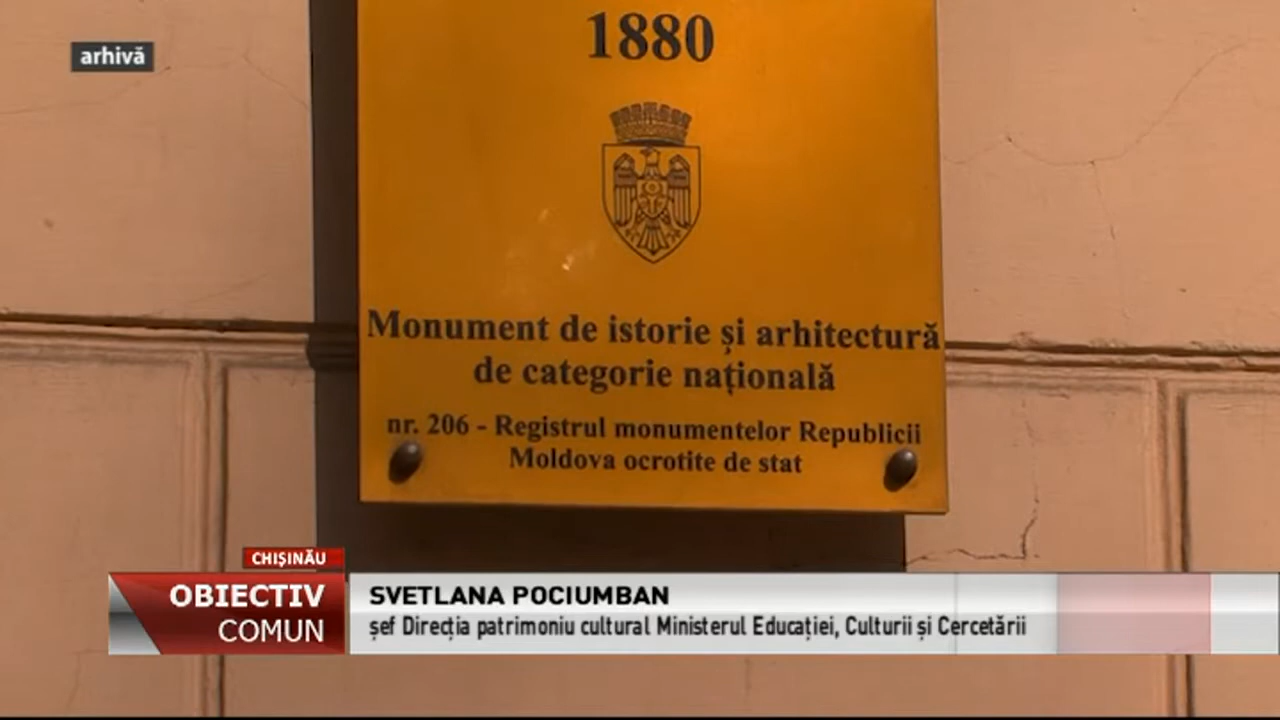 arhivă
1880
Monument de istorie și arhitectură
de categorie națională
nr. 206 - Registrul monumentelor Republicii
Moldova ocrotite de stat
CHIȘINĂU
OBIECTIV
COMUN
SVETLANA POCIUMBAN
șef Direcția patrimoniu cultural Ministerul Educației, Culturii și Cercetării